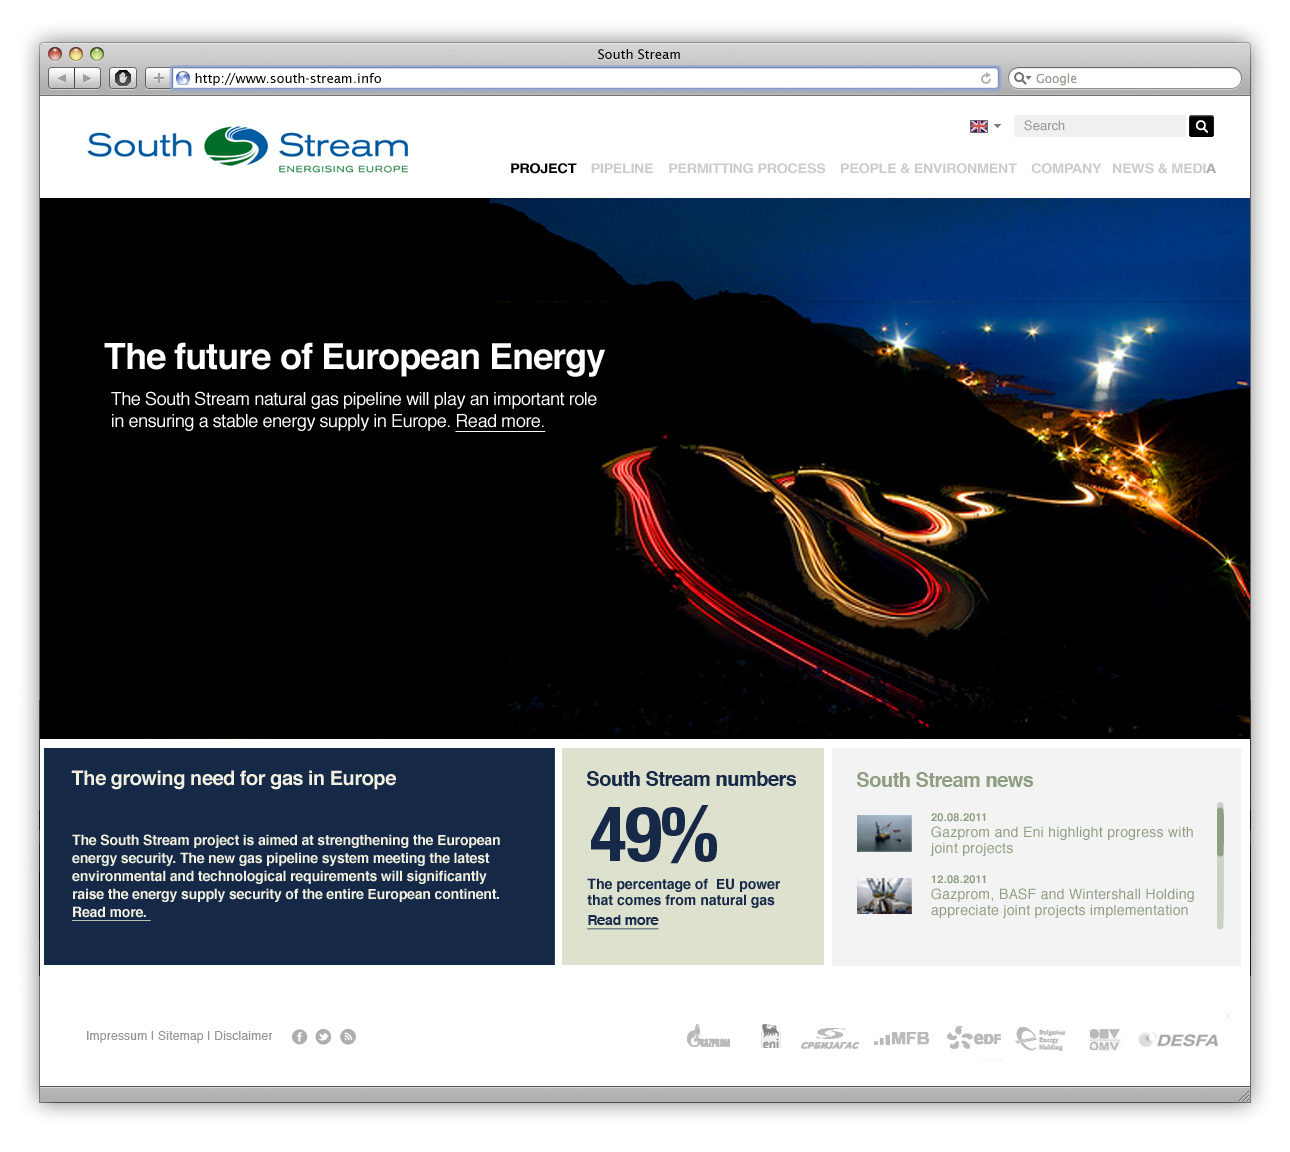 South Stream
http://www.south-stream.info
Google
South Stream
ENERGISING EUROPE
Search
PROJECT PIPELINE PERMITTING PROCESS PEOPLE & ENVIRONMENT COMPANY NEWS & MEDIA
The future of European Energy
The South Stream natural gas pipeline will play an important role
in ensuring a stable energy supply in Europe. Read more.
The growing need for gas in Europe
The South Stream project is aimed at strengthening the European
energy security. The new gas pipeline system meeting the latest
environmental and technological requirements will significantly
raise the energy supply security of the entire European continent.
Read more.
South Stream numbers
49%
The percentage of EU power
that comes from natural gas
Read more
South Stream news
20.08.2011
Gazprom and Eni highlight progress with
joint projects
12.08.2011
Gazprom, BASF and Wintershall Holding
appreciate joint projects implementation
Impressum I Sitemap I Disclaimer
GAZPROM
eni
СРБИЈАГАС
MFB
eDF
Bulgarian
Energy
Holding
OMV
DESFA